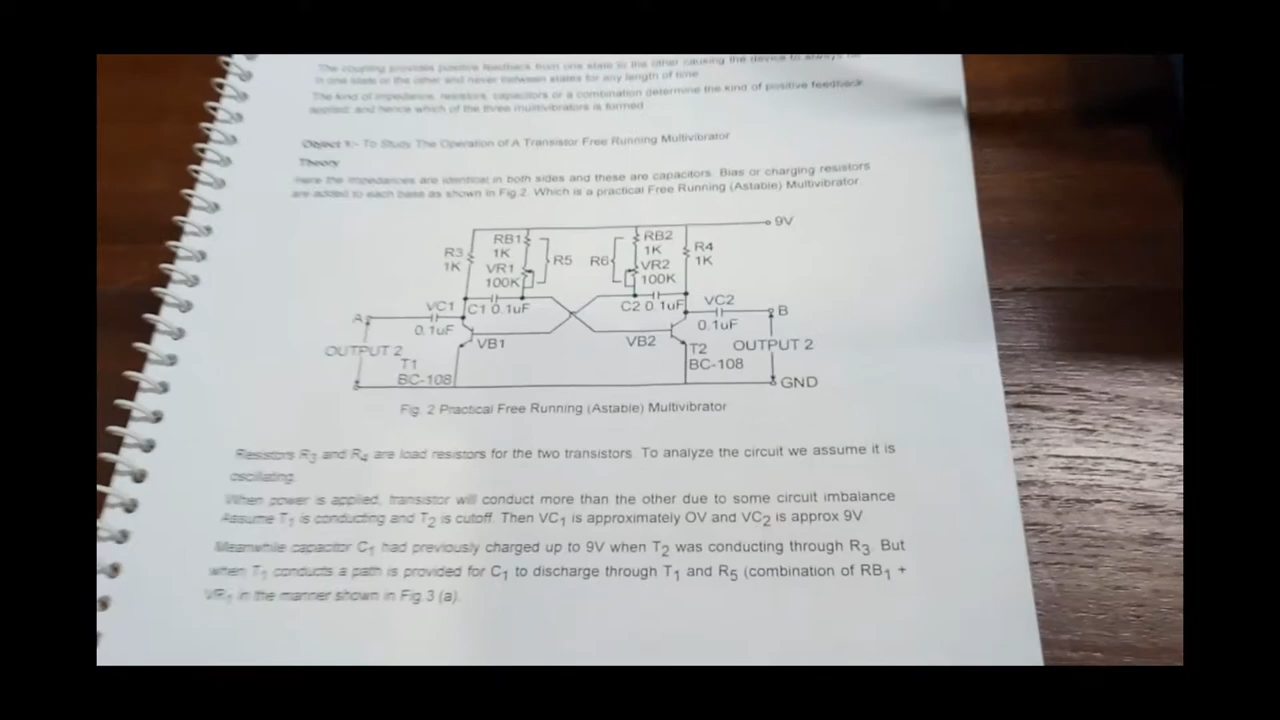 The coupling provides positive feedback from one state to the other causing the device to always be
in one state or the other and never between states for any length of time
The kind of impedance, resistors, capacitors or a combination determine the kind of positive feedback
applied and hence which of the three multivibrators is formed
Object 1:- To Study The Operation of A Transistor Free Running Multivibrator
Theory
Here the impedances are identical in both sides and these are capacitors. Bias or charging resistors
are added to each base as shown in Fig.2. Which is a practical Free Running (Astable) Multivibrator.
9V
RB1
RB2
R3
1K
R5
R6
1K
R4
1K
VR1
VR2
1K
100K
100K
VC1
C1 0.1uF
C2 0.1uF
VC2
A
B
0.1uF
0.1uF
VB1
VB2
OUTPUT 2
T2
OUTPUT 2
T1
BC-108
BC-108
GND
Fig. 2 Practical Free Running (Astable) Multivibrator
Resistors R3 and R4 are load resistors for the two transistors. To analyze the circuit we assume it is
oscillating.
When power is applied, transistor will conduct more than the other due to some circuit imbalance
Assume T1 is conducting and T2 is cutoff. Then VC1 is approximately OV and VC2 is approx 9V
Meanwhile capacitor C1 had previously charged up to 9V when T2 was conducting through R3. But
when T1 conducts a path is provided for C1 to discharge through T1 and R5 (combination of RB1 +
VR1 in the manner shown in Fig.3 (a).